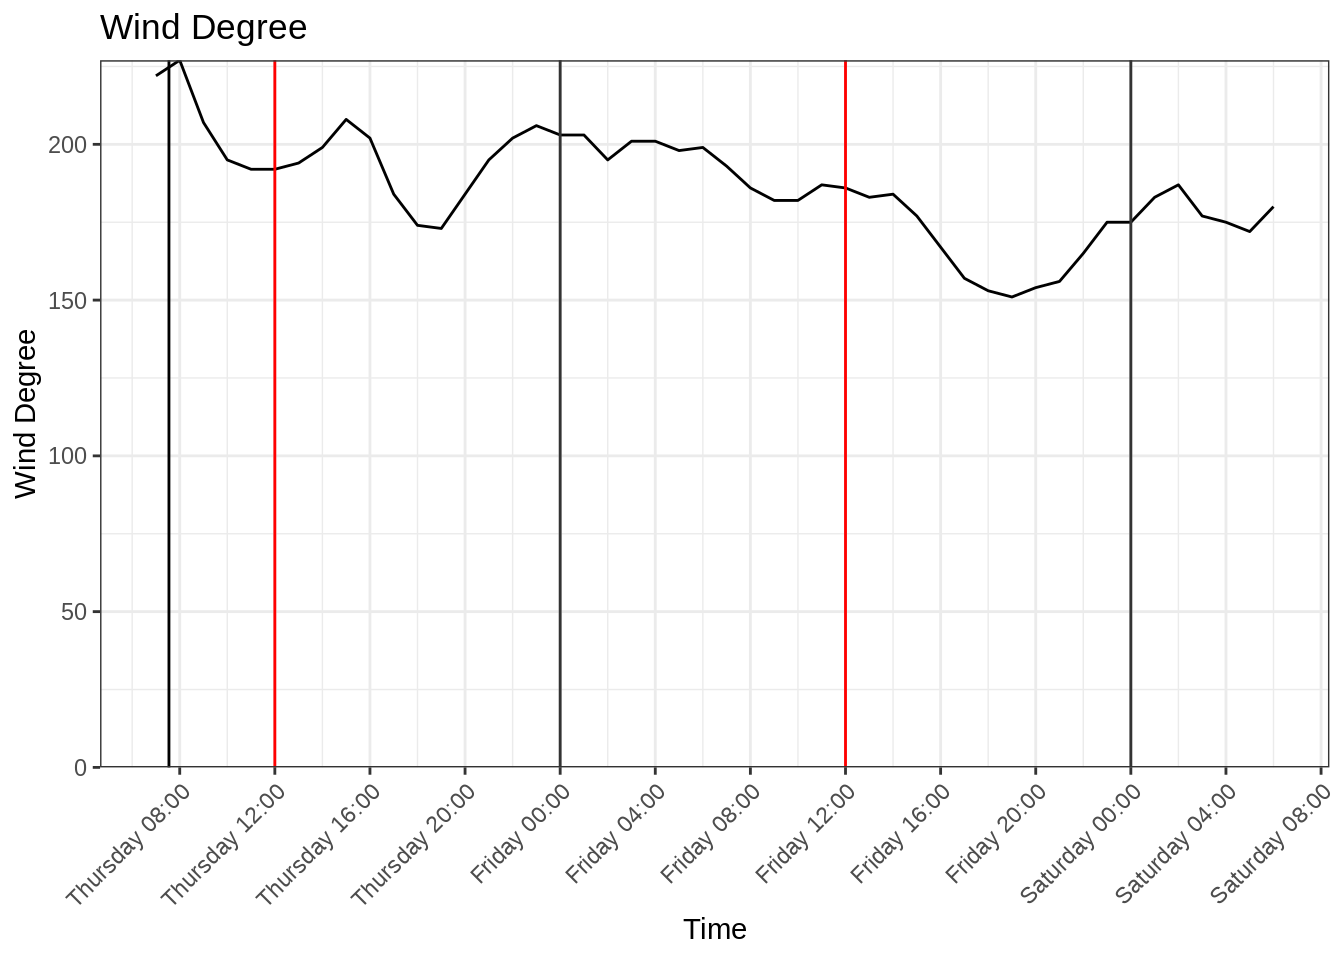 Wind Degree
Wind Degree
200
150
100
50
0
Thursday 08:00
Thursday 12:00
Thursday 16:00
Thursday 20:00
Friday 00:00
Friday 04:00
Friday 08:00
Friday 12:00
Friday 16:00
Friday 20:00
Saturday 00:00
Saturday 04:00
Saturday 08:00
Time